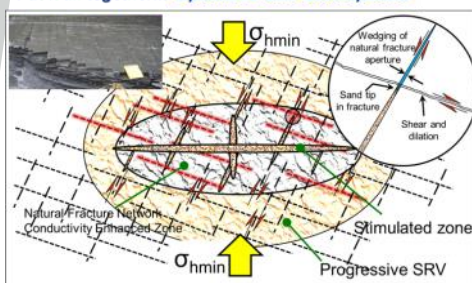 σhmin
Wedging of
natural fracture
aperture
Sand tip
in fracture
Shear and
dilation
Natural Fracture Network
Conductivity Enhanced Zone
Stimulated zone
σhmin
Progressive SRV